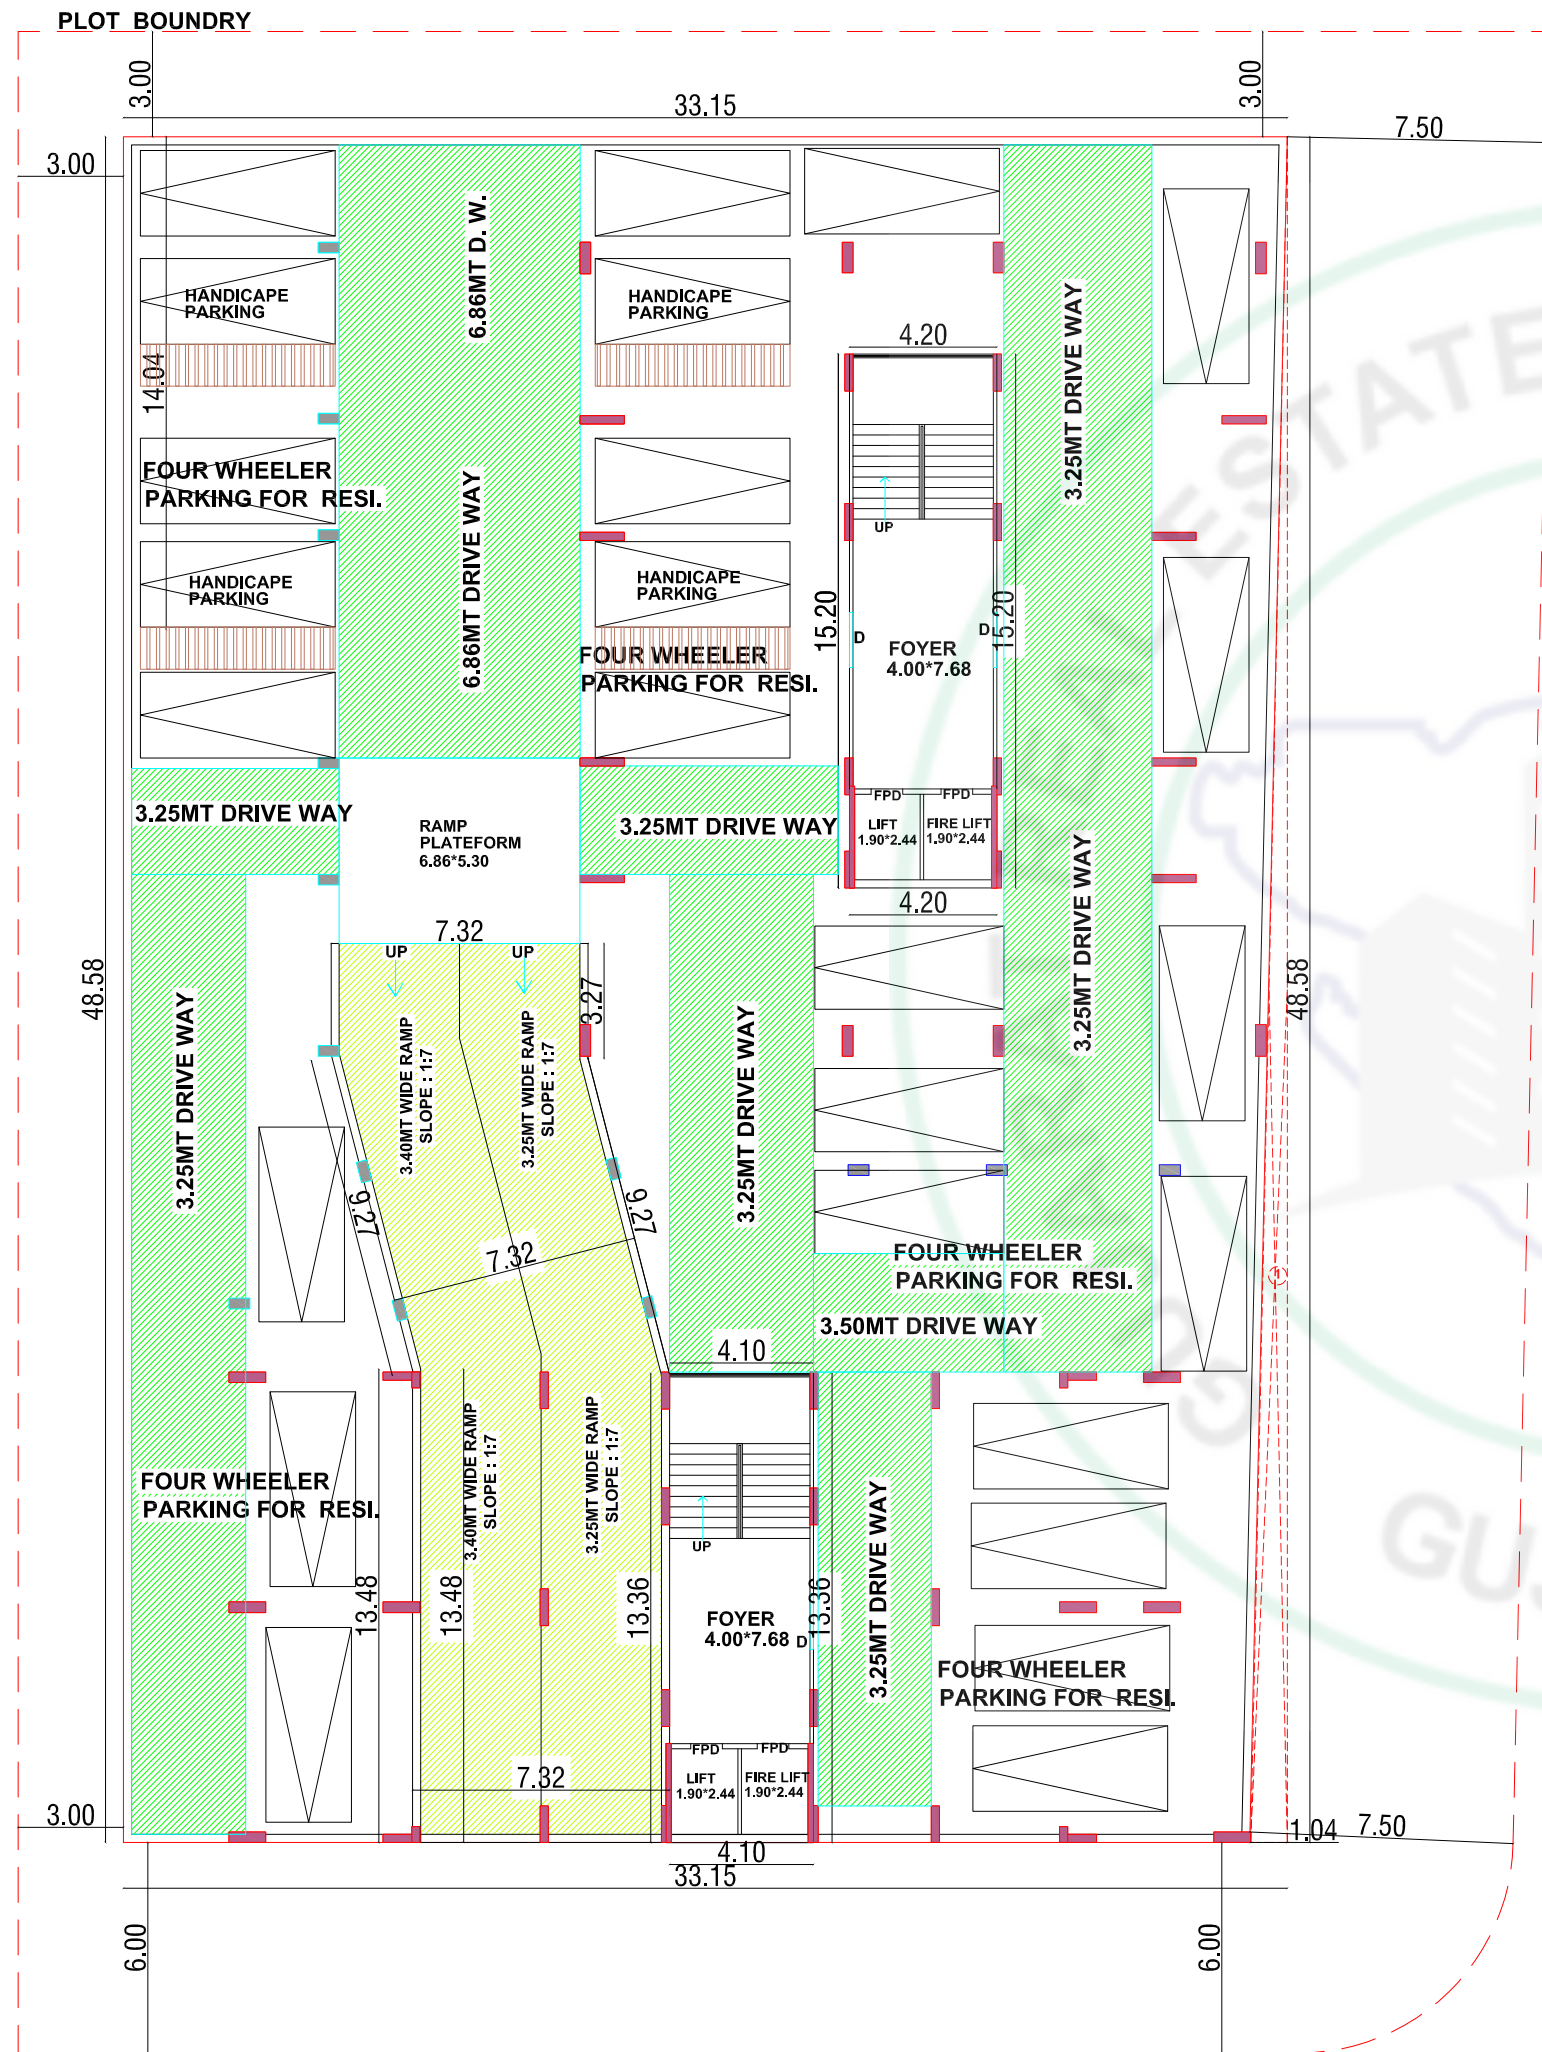 PLOT BOUNDRY
3.00
3.00
33.15
7.50
3.00
6.86MT D. W.
HANDICAPE
PARKING
HANDICAPE
PARKING
3.25MT DRIVE WAY
4.20
14.04
FOUR WHEELER
PARKING FOR RESI.
6.86MT DRIVE WAY
UP
HANDICAPE
PARKING
HANDICAPE
PARKING
15.20
15.20
D
D
FOYER
4.00*7.68
FOUR WHEELER
PARKING FOR RESI.
3.25MT DRIVE WAY
RAMP
PLATEFORM
6.86*5.30
3.25MT DRIVE WAY
FPD
FPD
LIFT
1.90*2.44
FIRE LIFT
1.90*2.44
3.25MT DRIVE WAY
4.20
7.32
UP
UP
3.27
48.58
48.58
3.25MT DRIVE WAY
3.40MT WIDE RAMP
SLOPE : 1:7
3.25MT WIDE RAMP
SLOPE : 1:7
3.25MT DRIVE WAY
9.27
9.27
7.32
FOUR WHEELER
PARKING FOR RESI.
3.50MT DRIVE WAY
4.10
3.40MT WIDE RAMP
SLOPE : 1:7
3.25MT WIDE RAMP
SLOPE : 1:7
FOUR WHEELER
PARKING FOR RESI.
3.25MT DRIVE WAY
UP
13.48
13.48
13.36
13.36
FOYER
4.00*7.68
D
FOUR WHEELER
PARKING FOR RESI.
FPD
FPD
LIFT
1.90*2.44
FIRE LIFT
1.90*2.44
7.32
3.00
1.04
7.50
4.10
33.15
6.00
6.00
ESTATE
GUJ